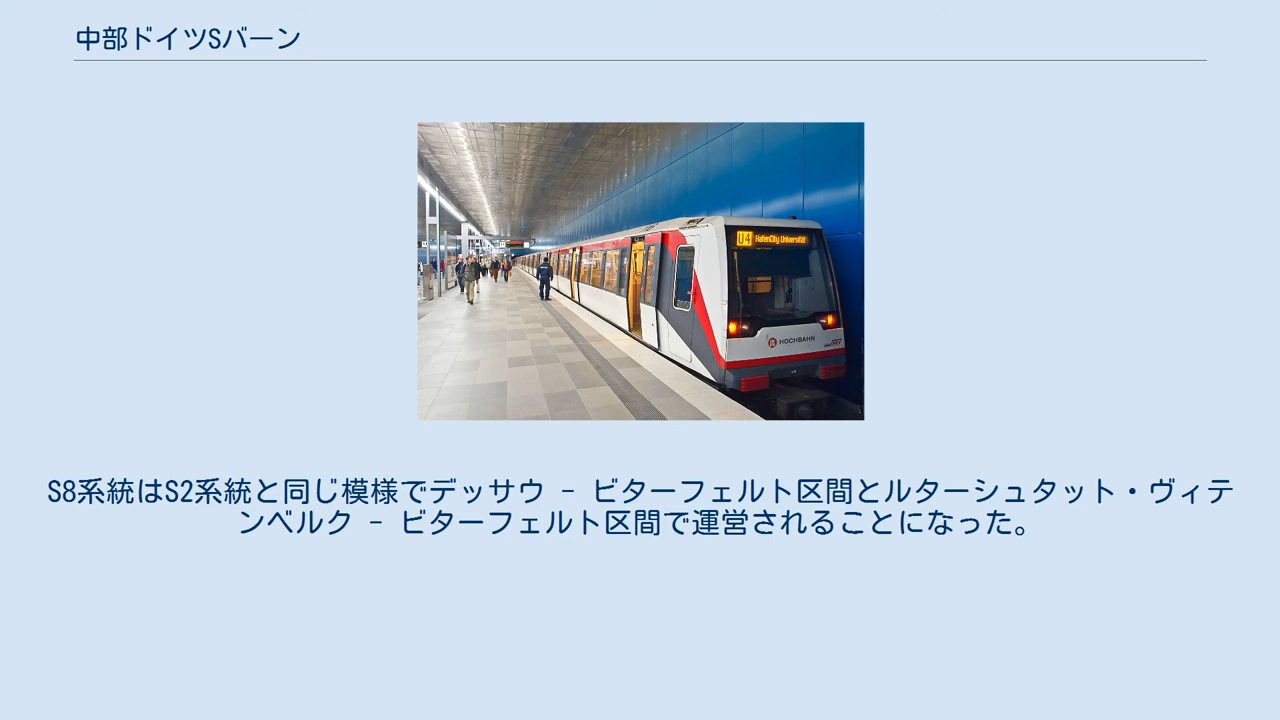 中部ドイツSバーン
U4 HafenCity Universität
HOCHBAHN
S8系統はS2系統と同じ模様でデッサウ - ビターフェルト区間とルターシュタット・ヴィテ
ンベルク - ビターフェルト区間で運営されることになった。